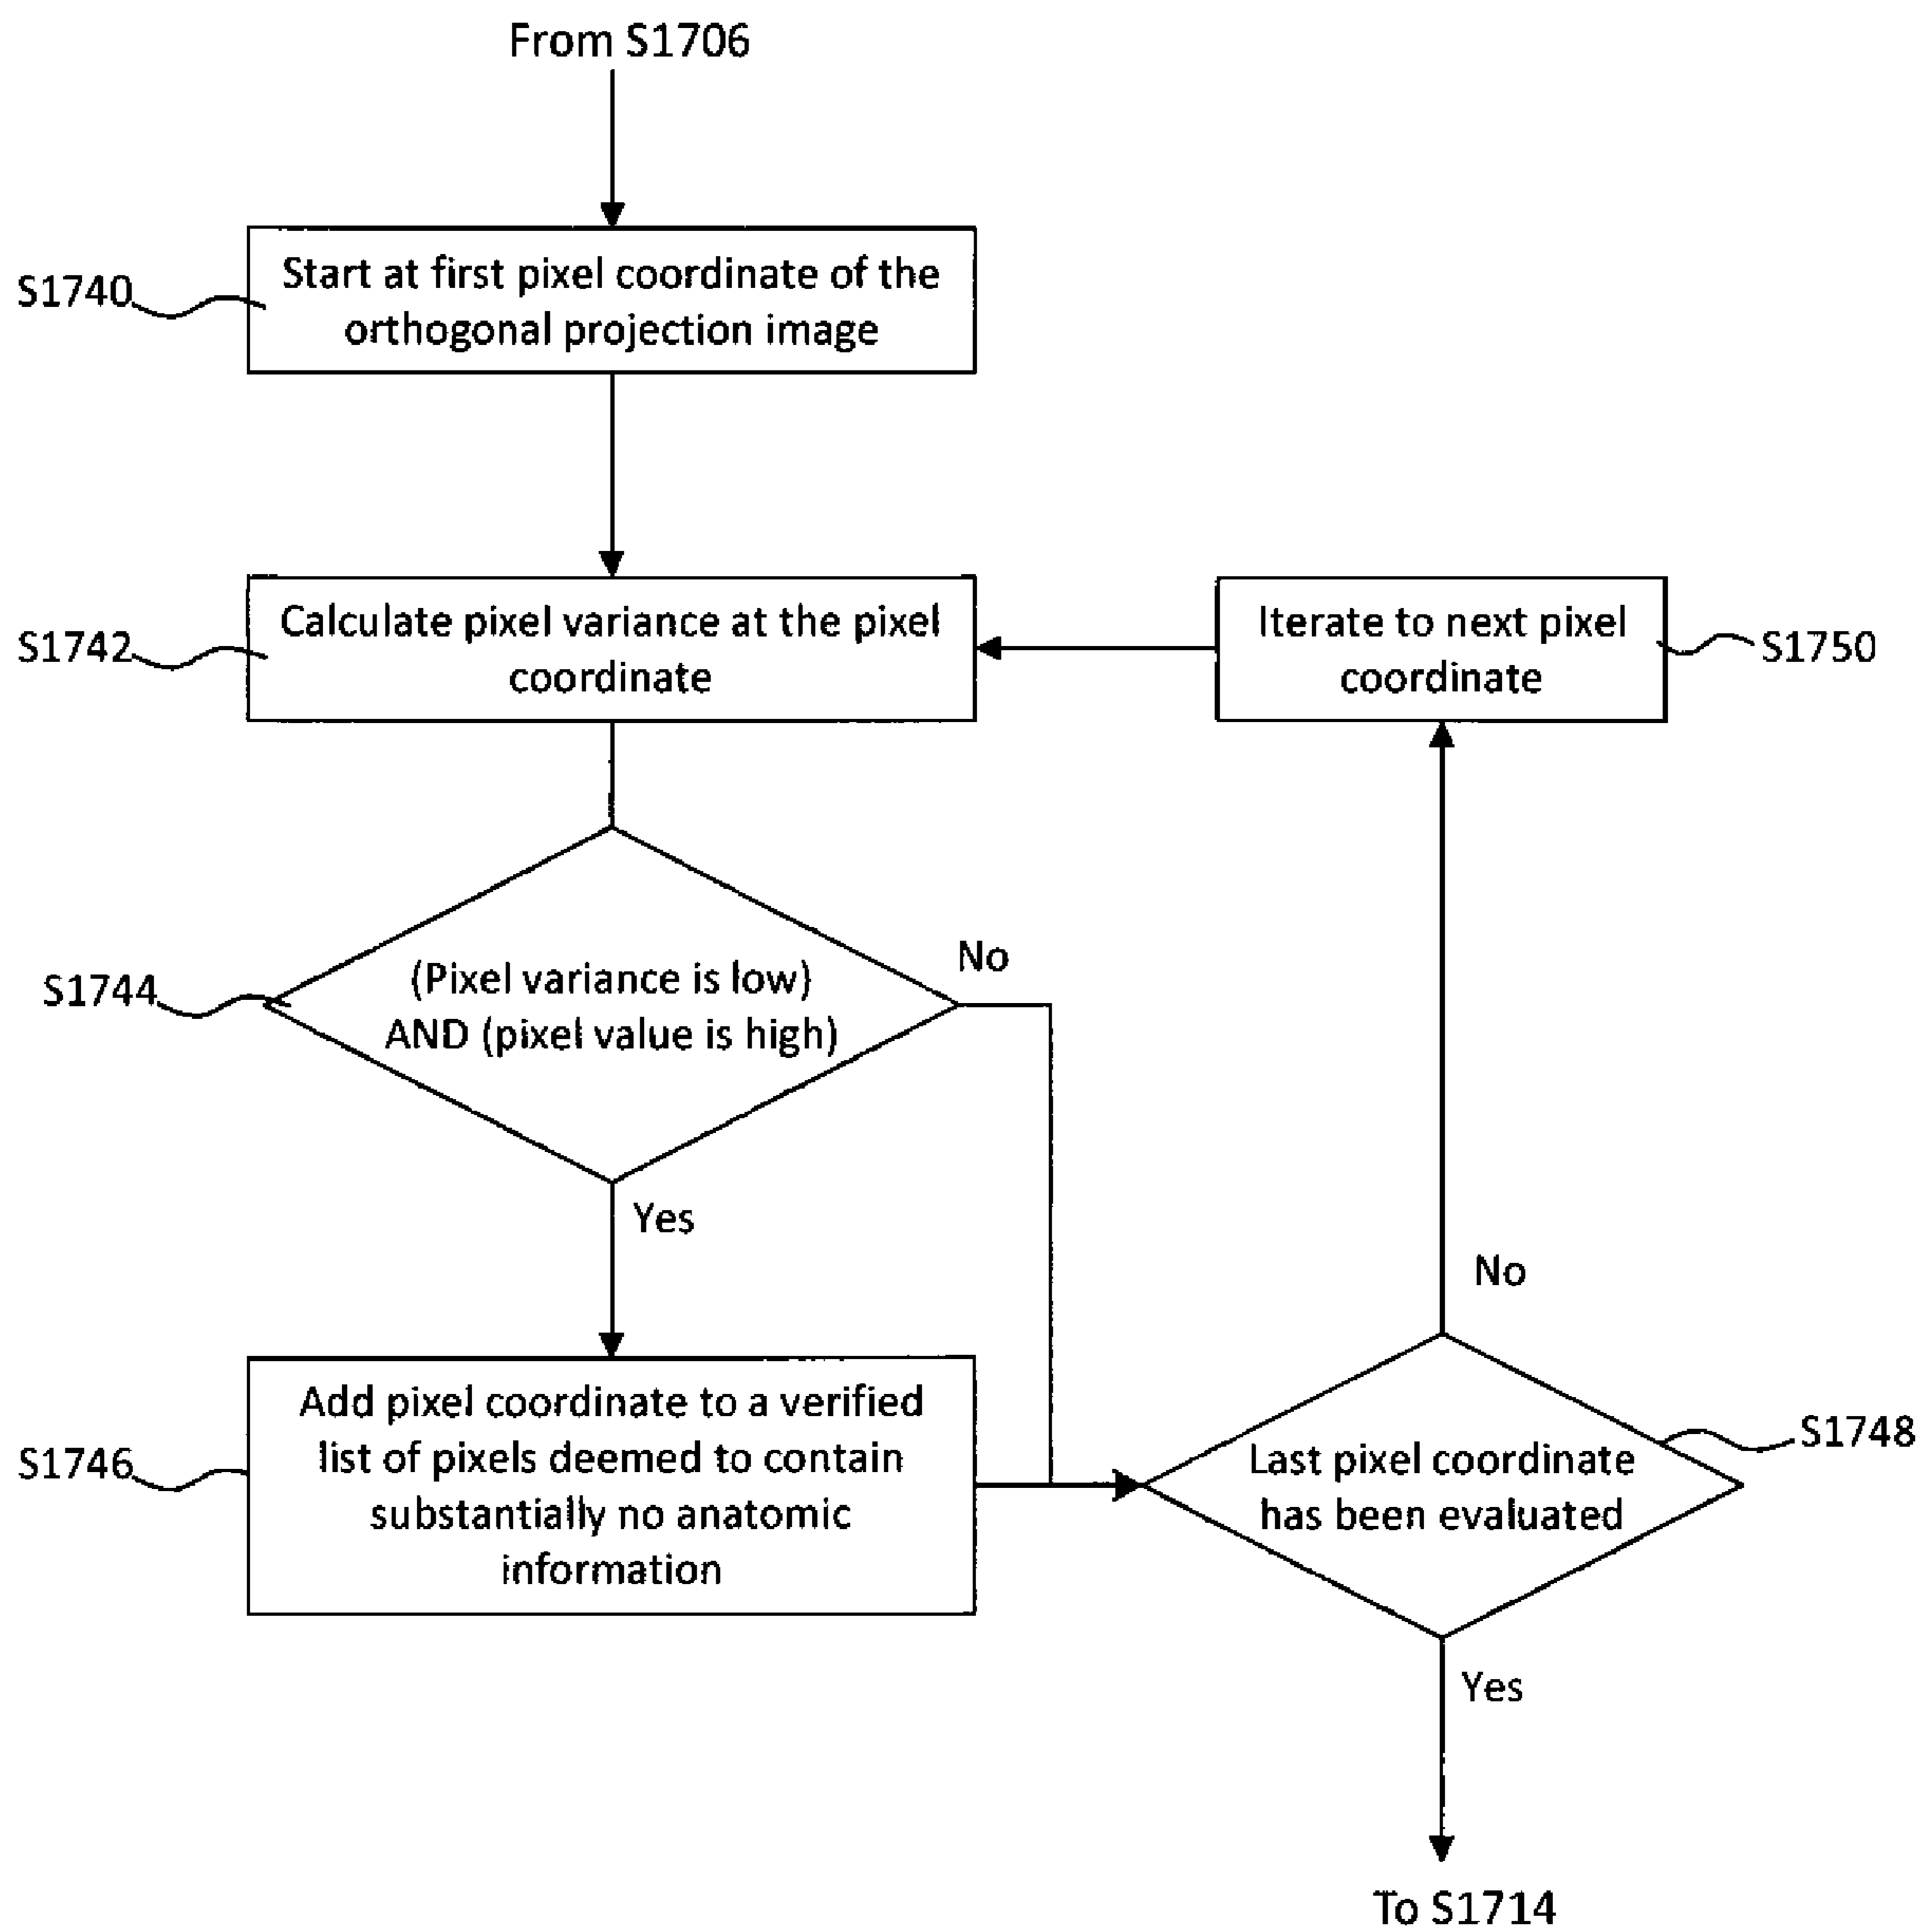 From S1706
S1740
Start at first pixel coordinate of the
orthogonal projection image
S1742
Calculate pixel variance at the pixel
coordinate
Iterate to next pixel
coordinate
S1750
S1744
(Pixel variance is low)
AND (pixel value is high)
No
Yes
S1746
Add pixel coordinate to a verified
list of pixels deemed to contain
substantially no anatomic
information
No
S1748
Last pixel coordinate
has been evaluated
Yes
To S1714